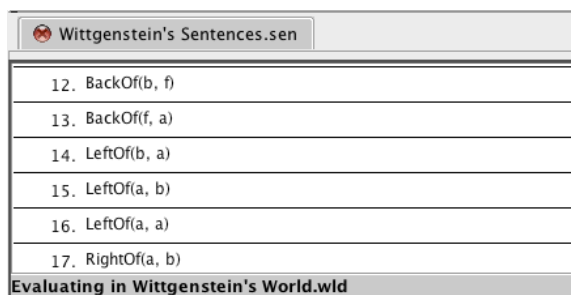 Wittgenstein's Sentences.sen
12. BackOf(b, f)
13. BackOf(f, a)
14. LeftOf(b, a)
15. LeftOf(a, b)
16. LeftOf(a, a)
17. RightOf(a, b)
Evaluating in Wittgenstein's World.wld